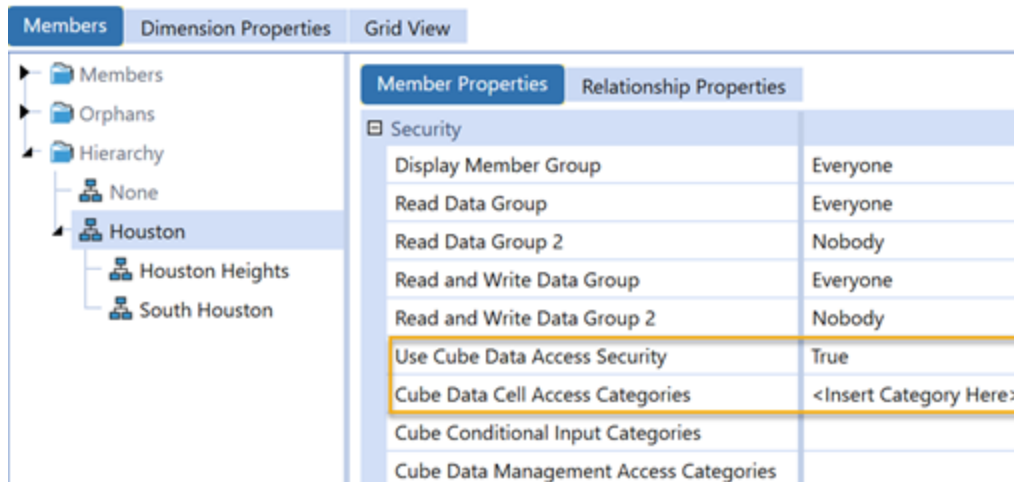 Members Dimension Properties Grid View
Members
Orphans
Hierarchy
None
Houston
Houston Heights
South Houston
Member Properties Relationship Properties
Security
Display Member Group Everyone
Read Data Group Everyone
Read Data Group 2 Nobody
Read and Write Data Group Everyone
Read and Write Data Group 2 Nobody
Use Cube Data Access Security True
Cube Data Cell Access Categories <Insert Category Here>
Cube Conditional Input Categories
Cube Data Management Access Categories